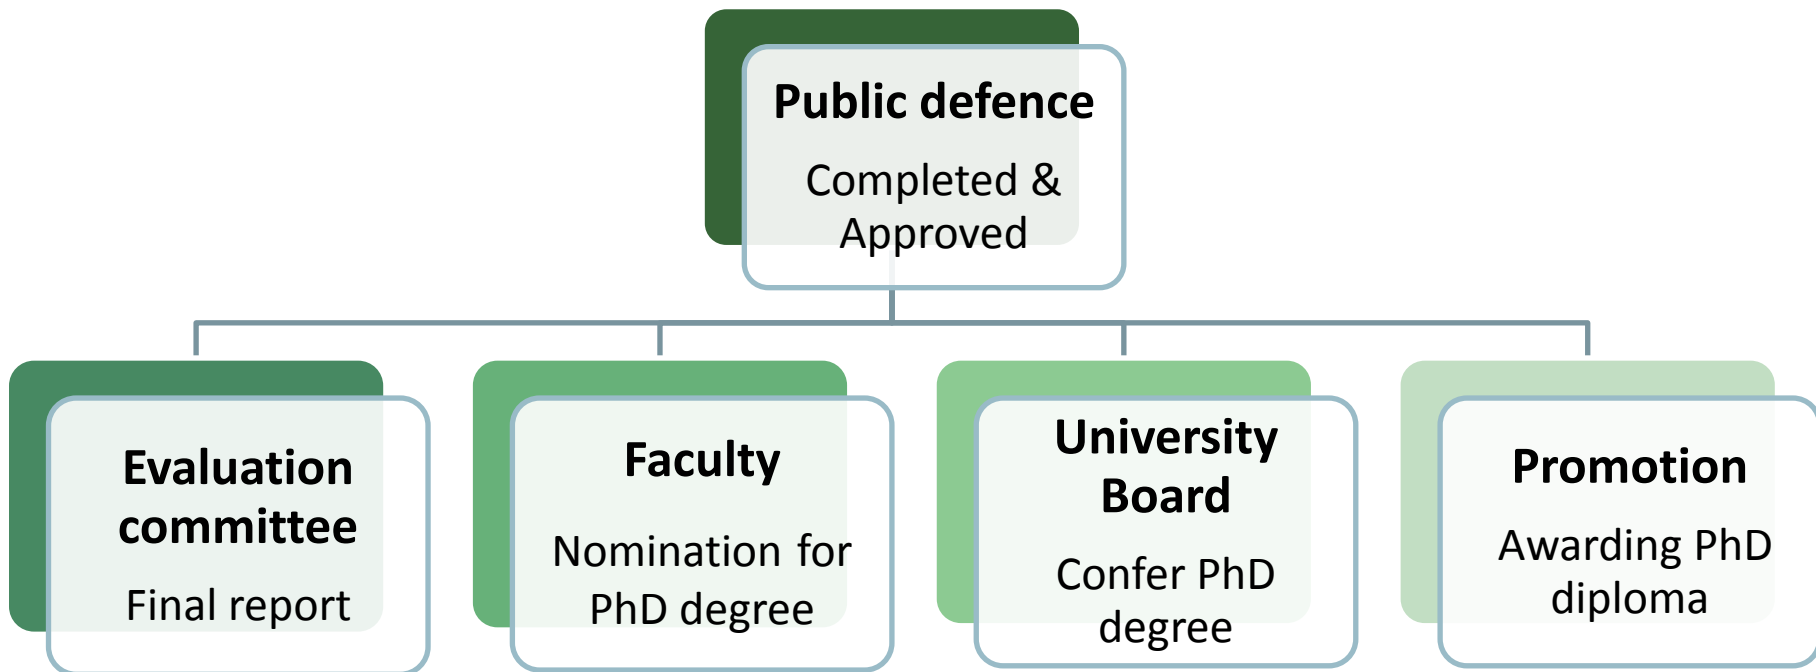 Public defence
Completed &
Approved
Evaluation
committee
Final report
Faculty
Nomination for
PhD degree
University
Board
Confer PhD
degree
Promotion
Awarding PhD
diploma